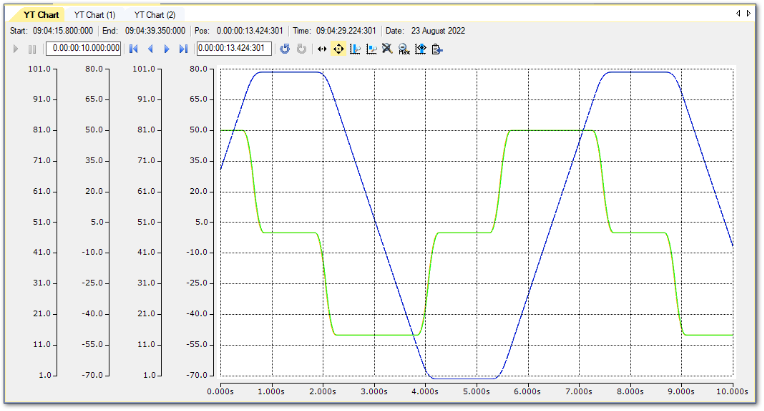 YT Chart YT Chart (1) YT Chart (2)
Start: 09:04:15.800:000 End: 09:04:39.350:000 Pos: 0.00:00:13.424:301 Time: 09:04:29.224:301 Date: 23 August 2022
0.00:00:10.000:000 0.00:00:13.424:301
101.0 80.0 101.0 80.0
91.0 65.0 91.0 65.0
81.0 50.0 81.0 50.0
71.0 35.0 71.0 35.0
61.0 20.0 61.0 20.0
51.0 5.0 51.0 5.0
41.0 -10.0 41.0 -10.0
31.0 -25.0 31.0 -25.0
21.0 -40.0 21.0 -40.0
11.0 -55.0 11.0 -55.0
1.0 -70.0 1.0 -70.0
0.000s 1.000s 2.000s 3.000s 4.000s 5.000s 6.000s 7.000s 8.000s 9.000s 10.000s